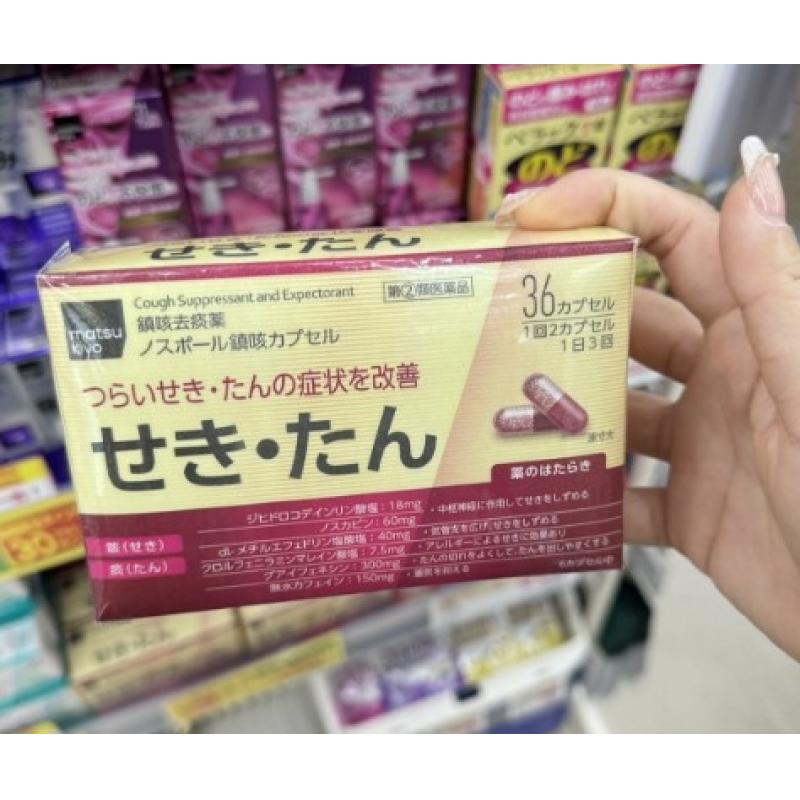 せき・たん
matsu
kiyo
Cough Suppressant and Expectorant
鎮咳去痰薬
ノスポール鎮咳カプセル
指②類医薬品
36カプセル
1回2カプセル
1日3回
つらいせき・たんの症状を改善
せき・たん
薬のはたらき
咳(せき)
痰(たん)
ジヒドロコデインリン酸塩:18mg
ノスカピン:60mg
・中枢神経に作用してせきをしずめる
dl-メチルエフェドリン塩酸塩:40mg
・気管支を広げ、せきをしずめる
クロルフェニラミンマレイン酸塩:7.5mg
・アレルギーによるせきに効果あり
グアイフェネシン:300mg
・たんの切れをよくして、たんを出しやすくする
無水カフェイン:150mg
6カプセル中
のど
のど
30